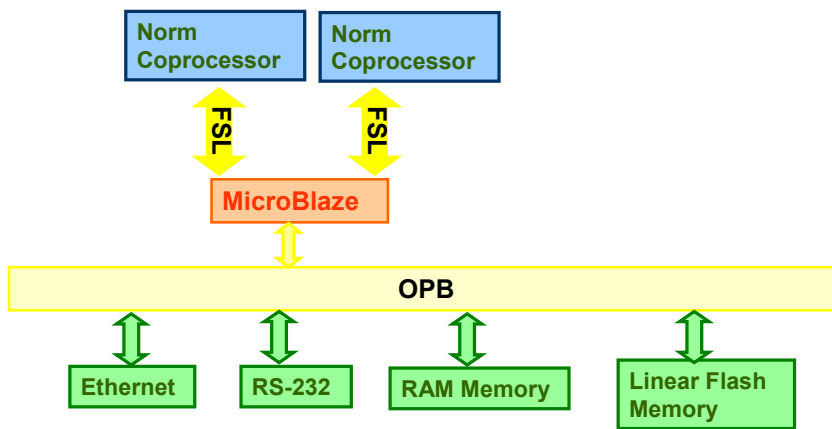 Norm
Coprocessor
Norm
Coprocessor
FSL
FSL
MicroBlaze
OPB
Ethernet
RS-232
RAM Memory
Linear Flash
Memory